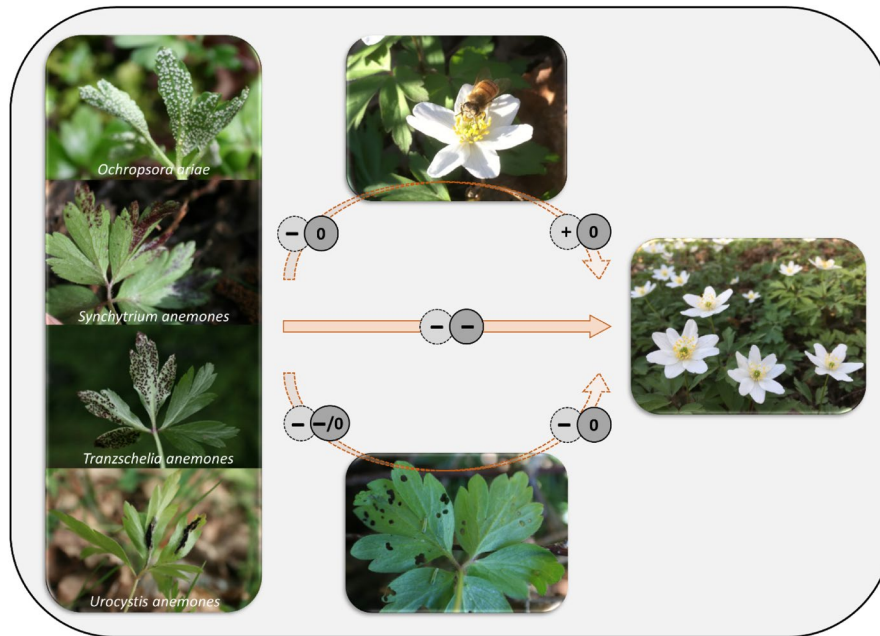 Ochropsora ariae
Synchytrium anemones
Tranzschelia anemones
Urocystis anemones
− 0
+ 0
− −
− −/0
− 0